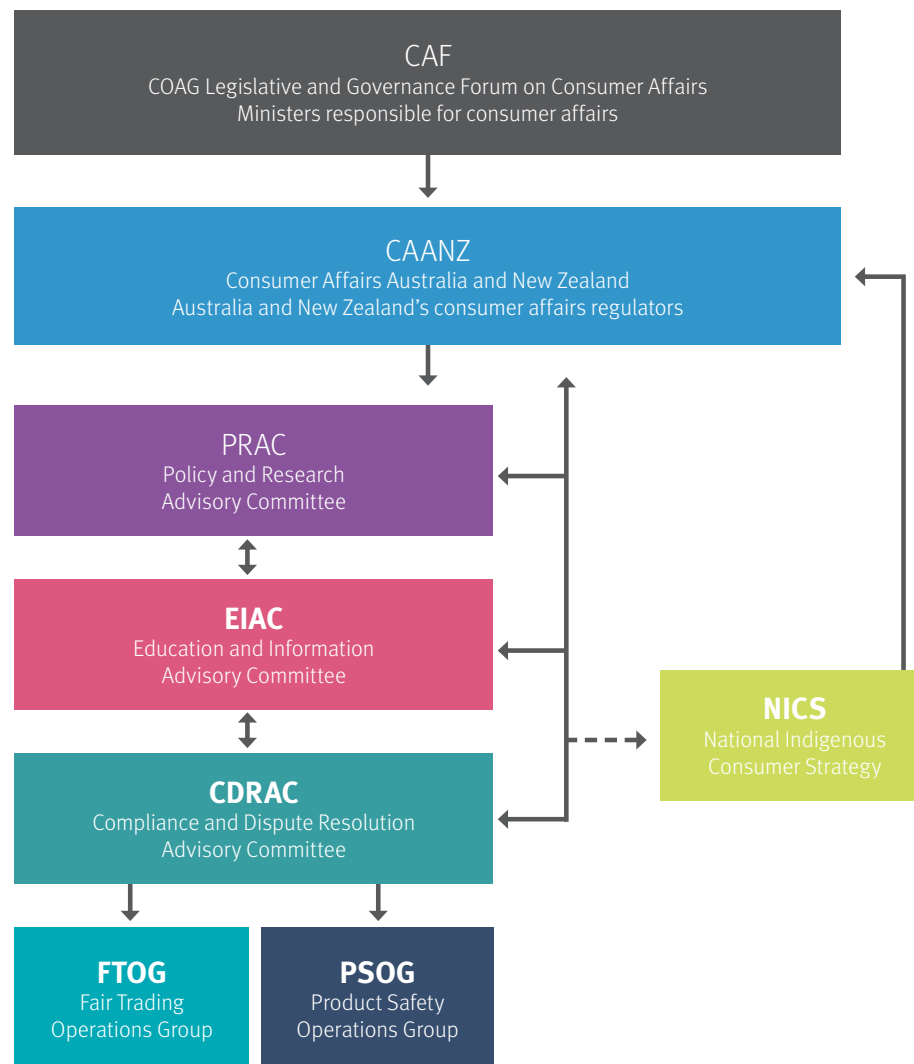 CAF
COAG Legislative and Governance Forum on Consumer Affairs
Ministers responsible for consumer affairs
CAANZ
Consumer Affairs Australia and New Zealand
Australia and New Zealand’s consumer affairs regulators
PRAC
Policy and Research
Advisory Committee
EIAC
Education and Information
Advisory Committee
NICS
National Indigenous
Consumer Strategy
CDRAC
Compliance and Dispute Resolution
Advisory Committee
FTOG
Fair Trading
Operations Group
PSOG
Product Safety
Operations Group